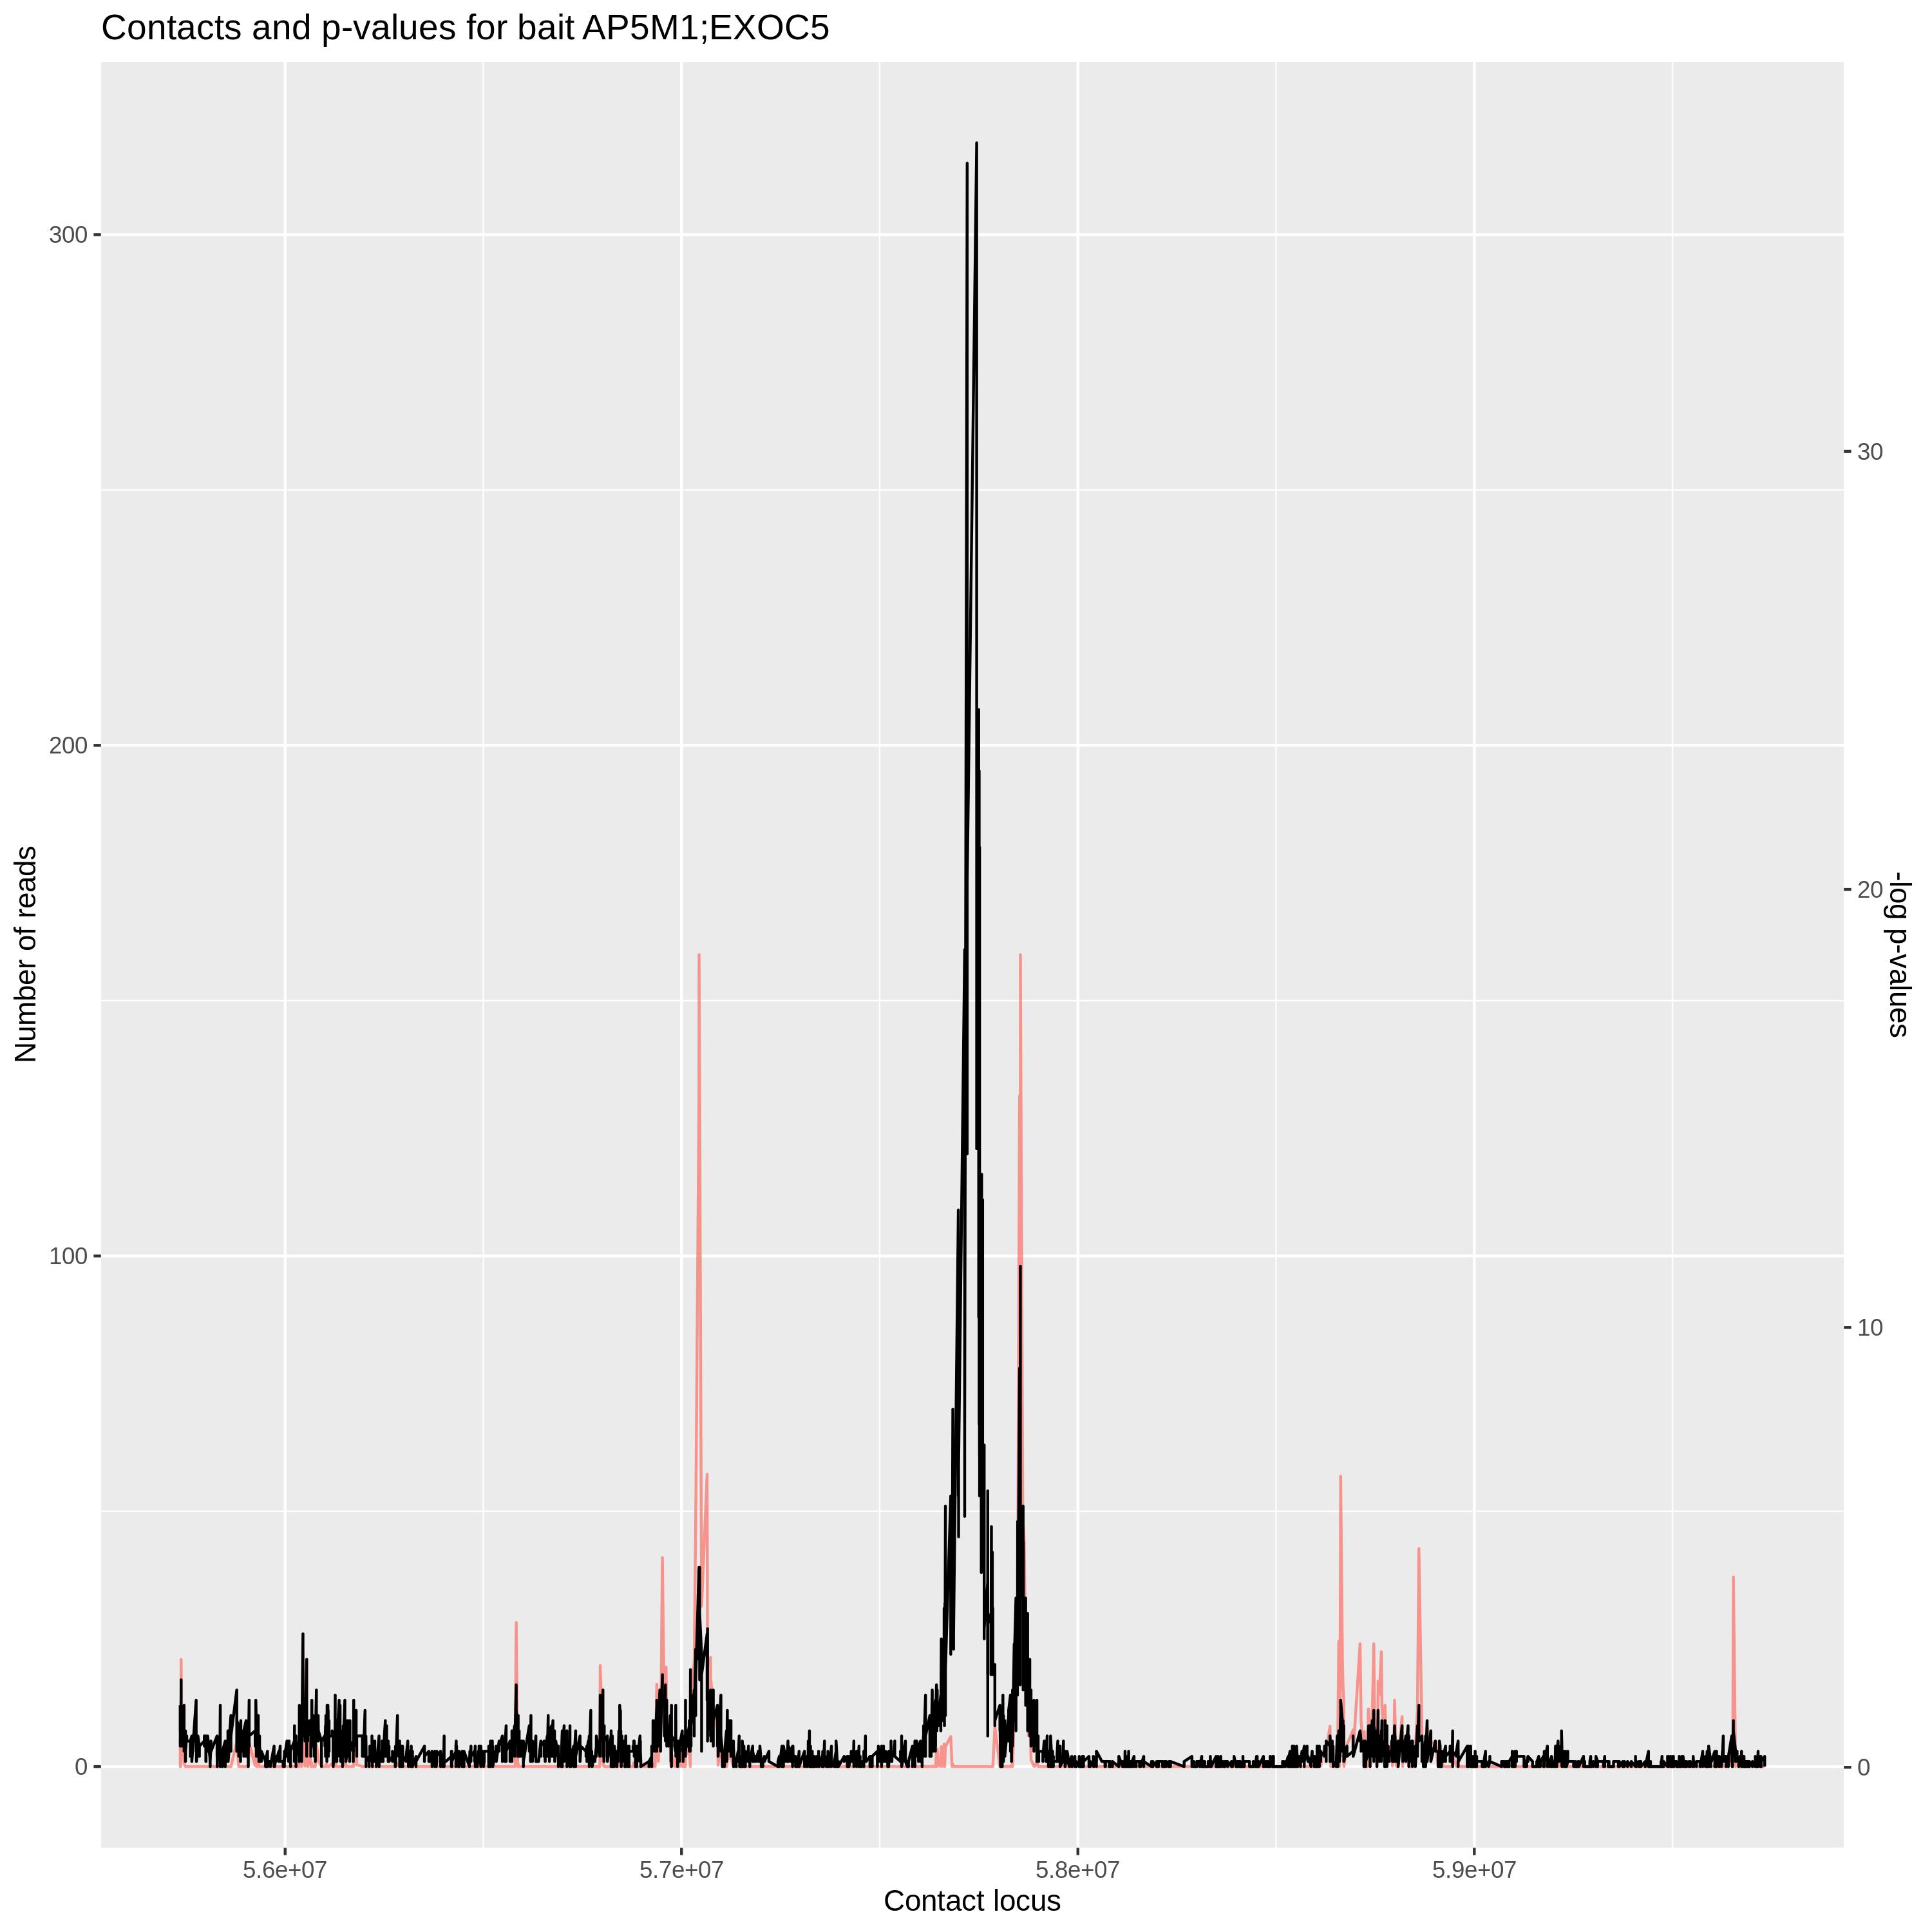 Contacts and p-values for bait AP5M1;EXOC5
300
200
100
0
Number of reads
30
20
10
0
-log p-values
5.6e+07
5.7e+07
5.8e+07
5.9e+07
Contact locus